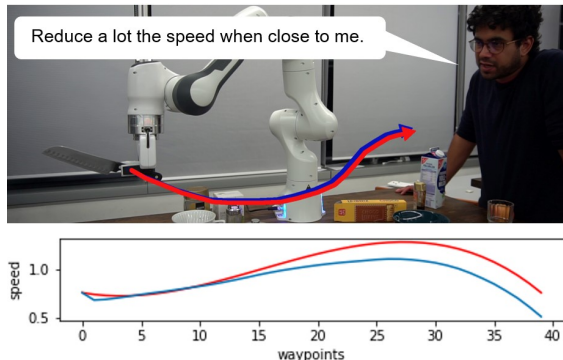 Reduce a lot the speed when close to me.
speed
1.0
0.5
0 5 10 15 20 25 30 35 40
waypoints